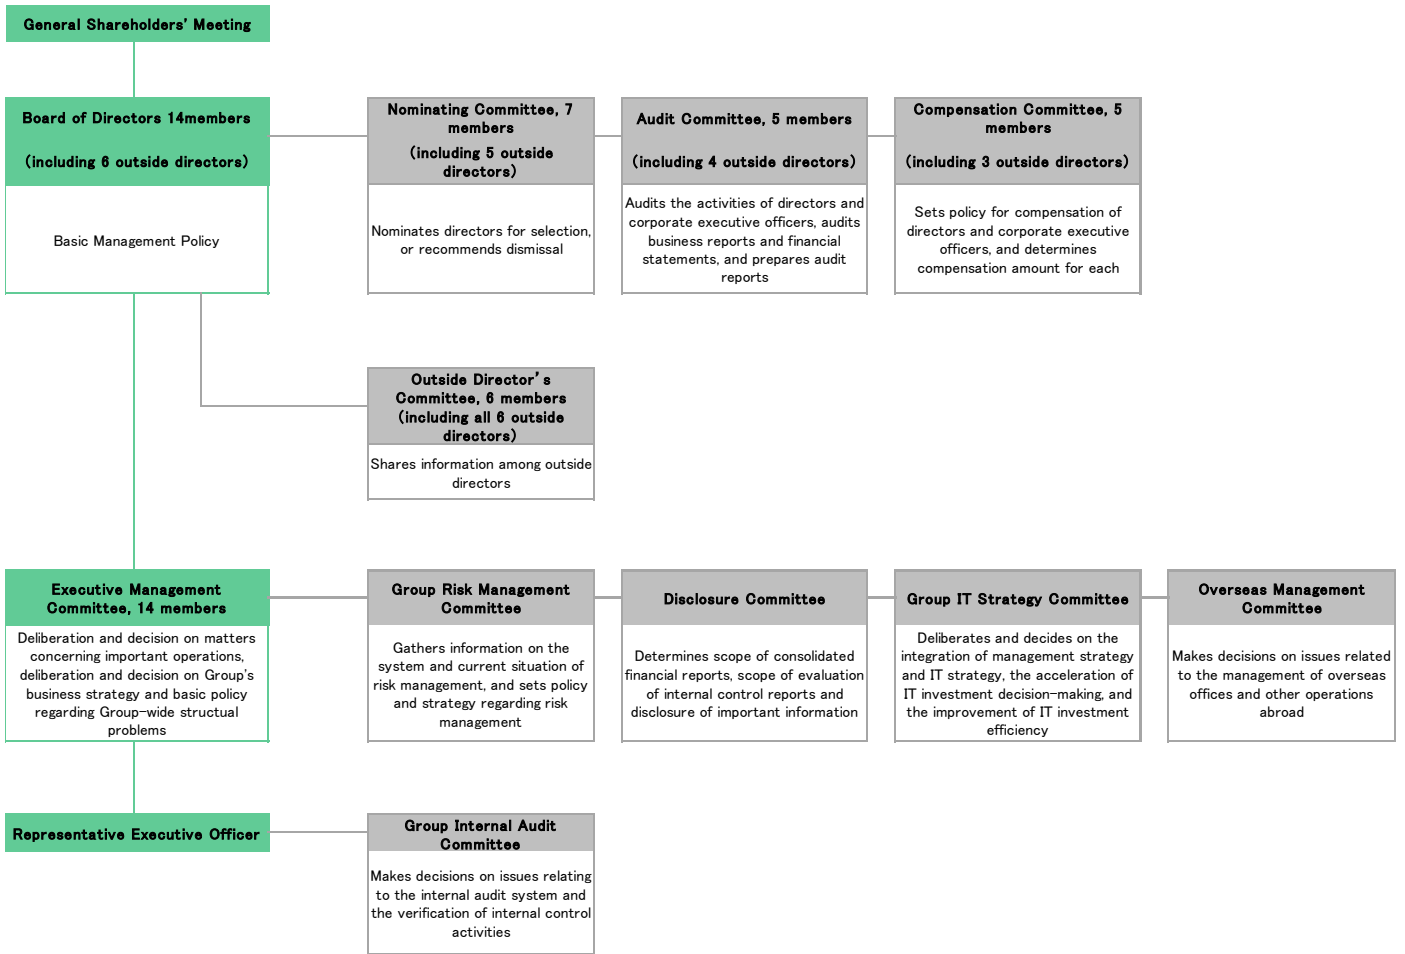 General Shareholders' Meeting
Board of Directors 14members
(including 6 outside directors)
Basic Management Policy
Nominating Committee, 7
members
(including 5 outside
directors)
Nominates directors for selection,
or recommends dismissal
Audit Committee, 5 members
(including 4 outside directors)
Audits the activities of directors and
corporate executive officers, audits
business reports and financial
statements, and prepares audit
reports
Compensation Committee, 5
members
(including 3 outside directors)
Sets policy for compensation of
directors and corporate executive
officers, and determines
compensation amount for each
Outside Director's
Committee, 6 members
(including all 6 outside
directors)
Shares information among outside
directors
Executive Management
Committee, 14 members
Deliberation and decision on matters
concerning important operations,
deliberation and decision on Group's
business strategy and basic policy
regarding Group-wide structual
problems
Group Risk Management
Committee
Gathers information on the
system and current situation of
risk management, and sets policy
and strategy regarding risk
management
Disclosure Committee
Determines scope of consolidated
financial reports, scope of evaluation
of internal control reports and
disclosure of important information
Group IT Strategy Committee
Deliberates and decides on the
integration of management strategy
and IT strategy, the acceleration of
IT investment decision-making, and
the improvement of IT investment
efficiency
Overseas Management
Committee
Makes decisions on issues related
to the management of overseas
offices and other operations
abroad
Representative Executive Officer
Group Internal Audit
Committee
Makes decisions on issues relating
to the internal audit system and
the verification of internal control
activities